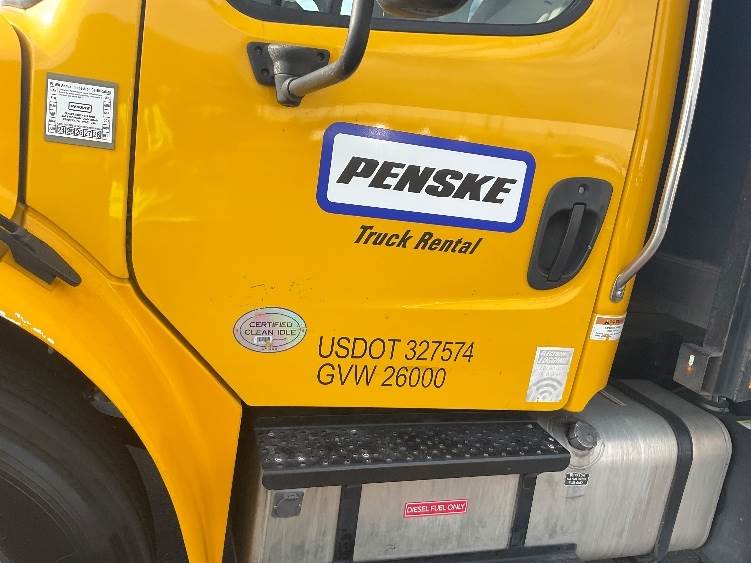 PENSKE
Truck Rental
CERTIFIED
CLEAN IDLE
USDOT 327574
GVW 26000
DIESEL FUEL ONLY